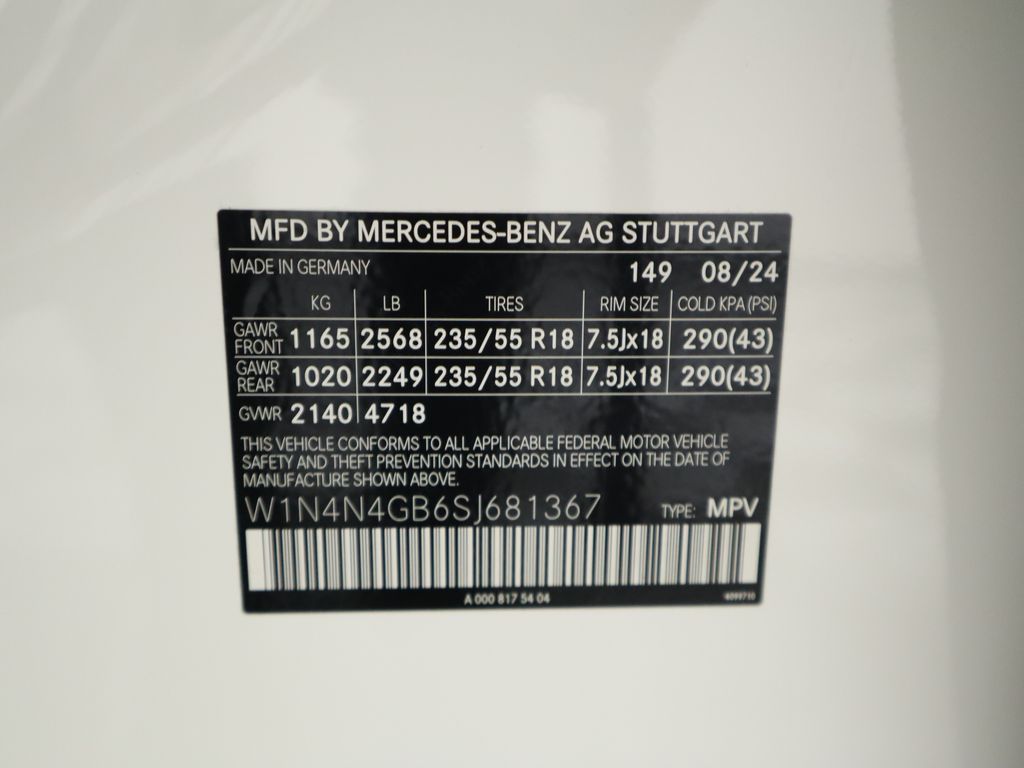 MFD BY MERCEDES-BENZ AG STUTTGART
MADE IN GERMANY 149 08/24
KG LB TIRES RIM SIZE COLD KPA (PSI)
GAWR FRONT 1165 2568 235/55 R18 7.5Jx18 290(43)
GAWR REAR 1020 2249 235/55 R18 7.5Jx18 290(43)
GVWR 2140 4718
THIS VEHICLE CONFORMS TO ALL APPLICABLE FEDERAL MOTOR VEHICLE
SAFETY AND THEFT PREVENTION STANDARDS IN EFFECT ON THE DATE OF
MANUFACTURE SHOWN ABOVE.
W1N4N4GB6SJ681367 TYPE: MPV
A 000 817 54 04